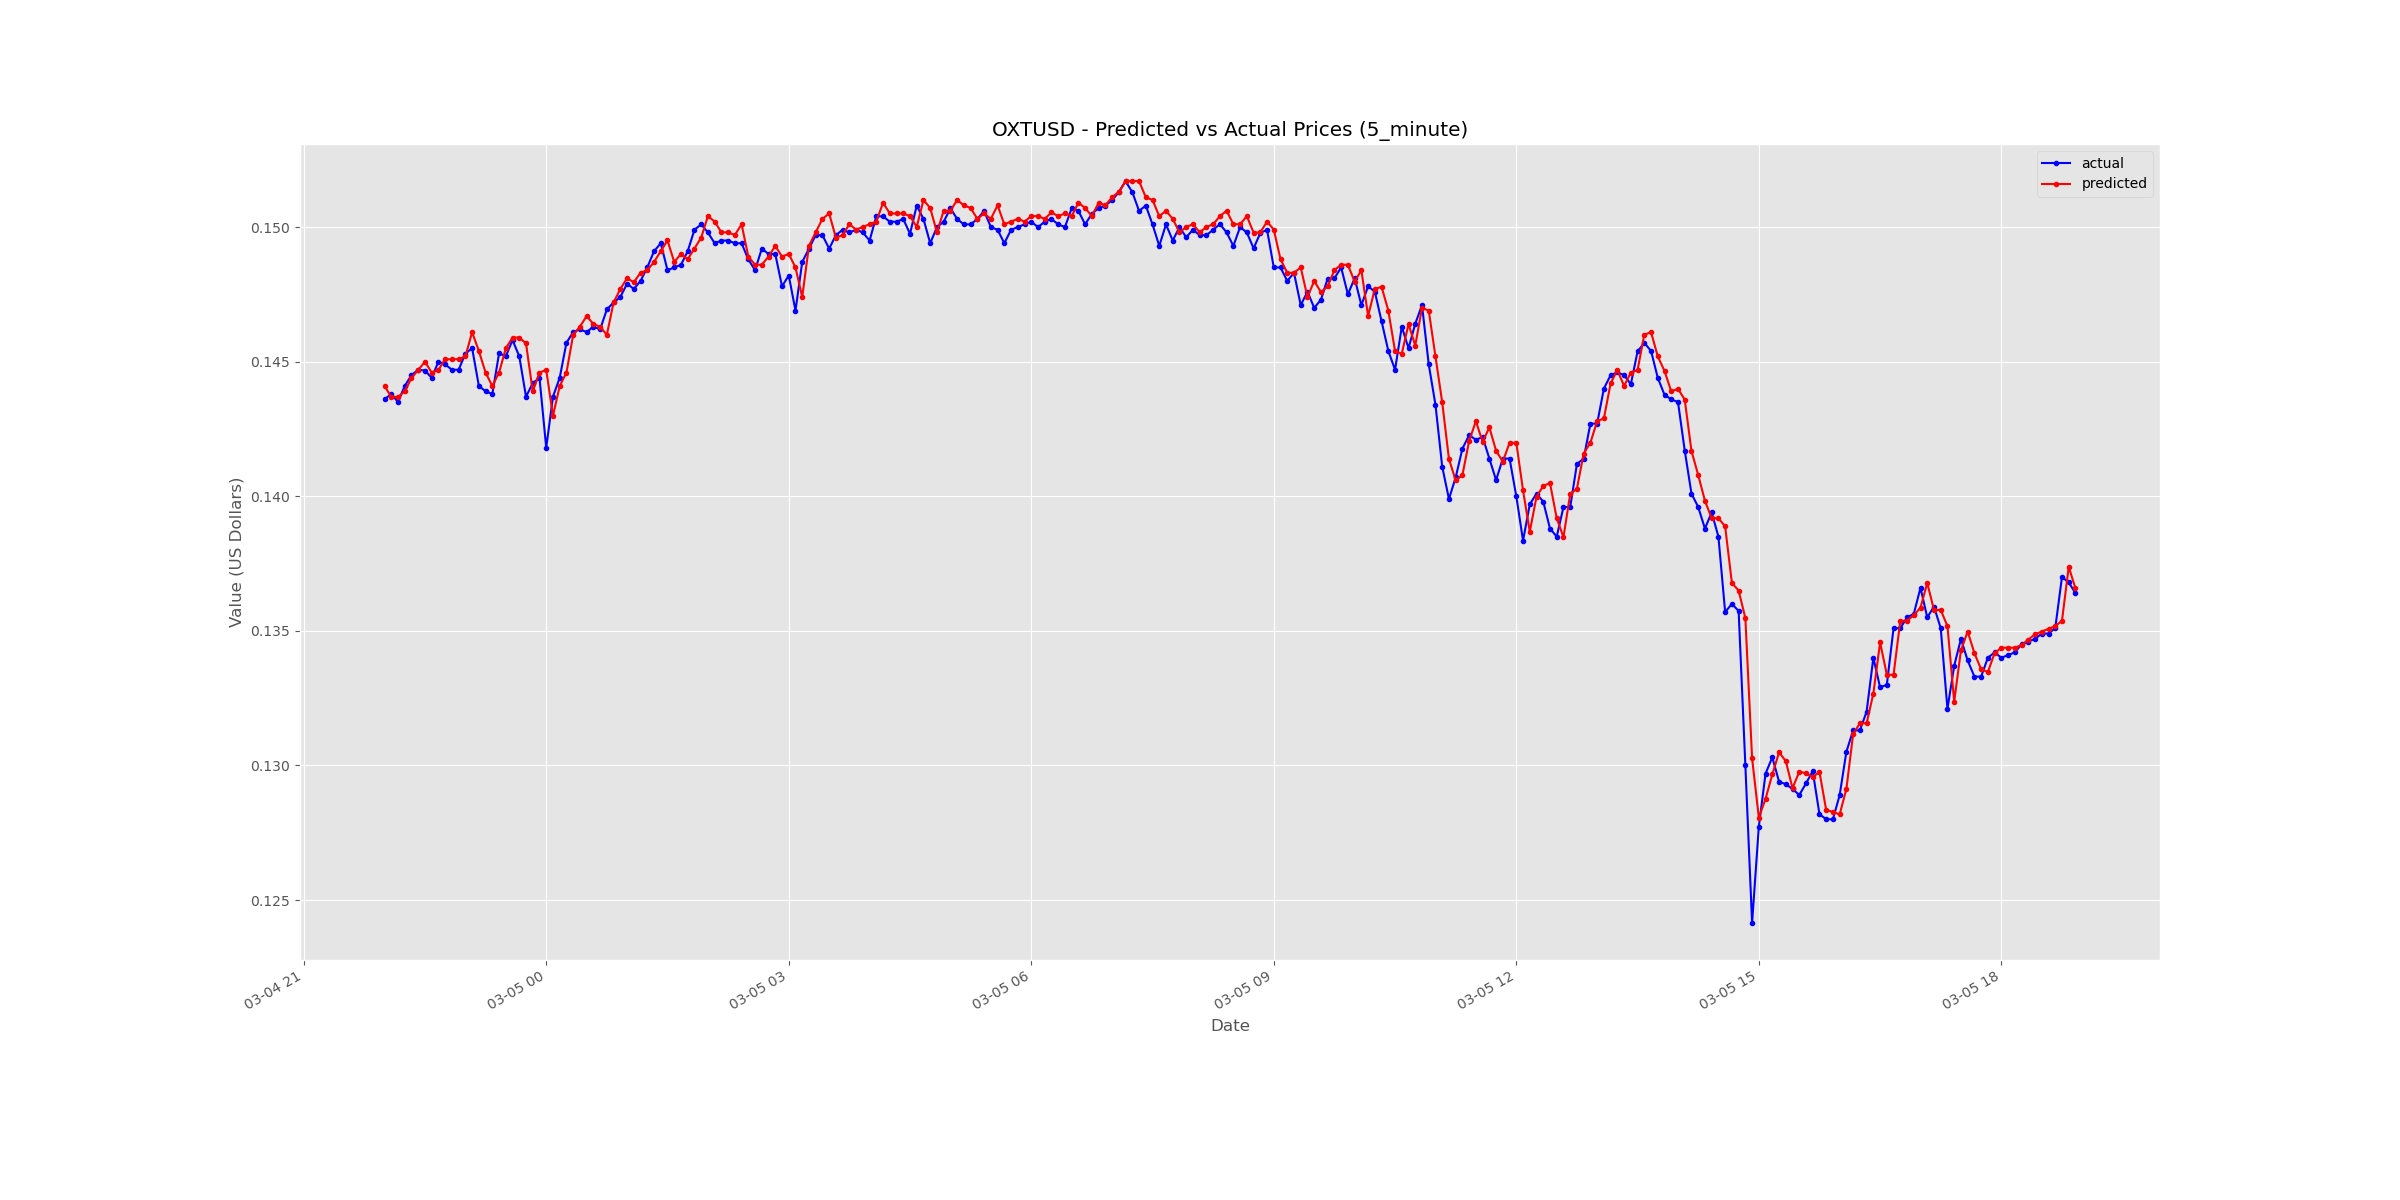 OXTUSD - Predicted vs Actual Prices (5_minute)
actual
predicted
0.150
0.145
0.140
0.135
0.130
0.125
Value (US Dollars)
03-04 21
03-05 00
03-05 03
03-05 06
03-05 09
03-05 12
03-05 15
03-05 18
Date